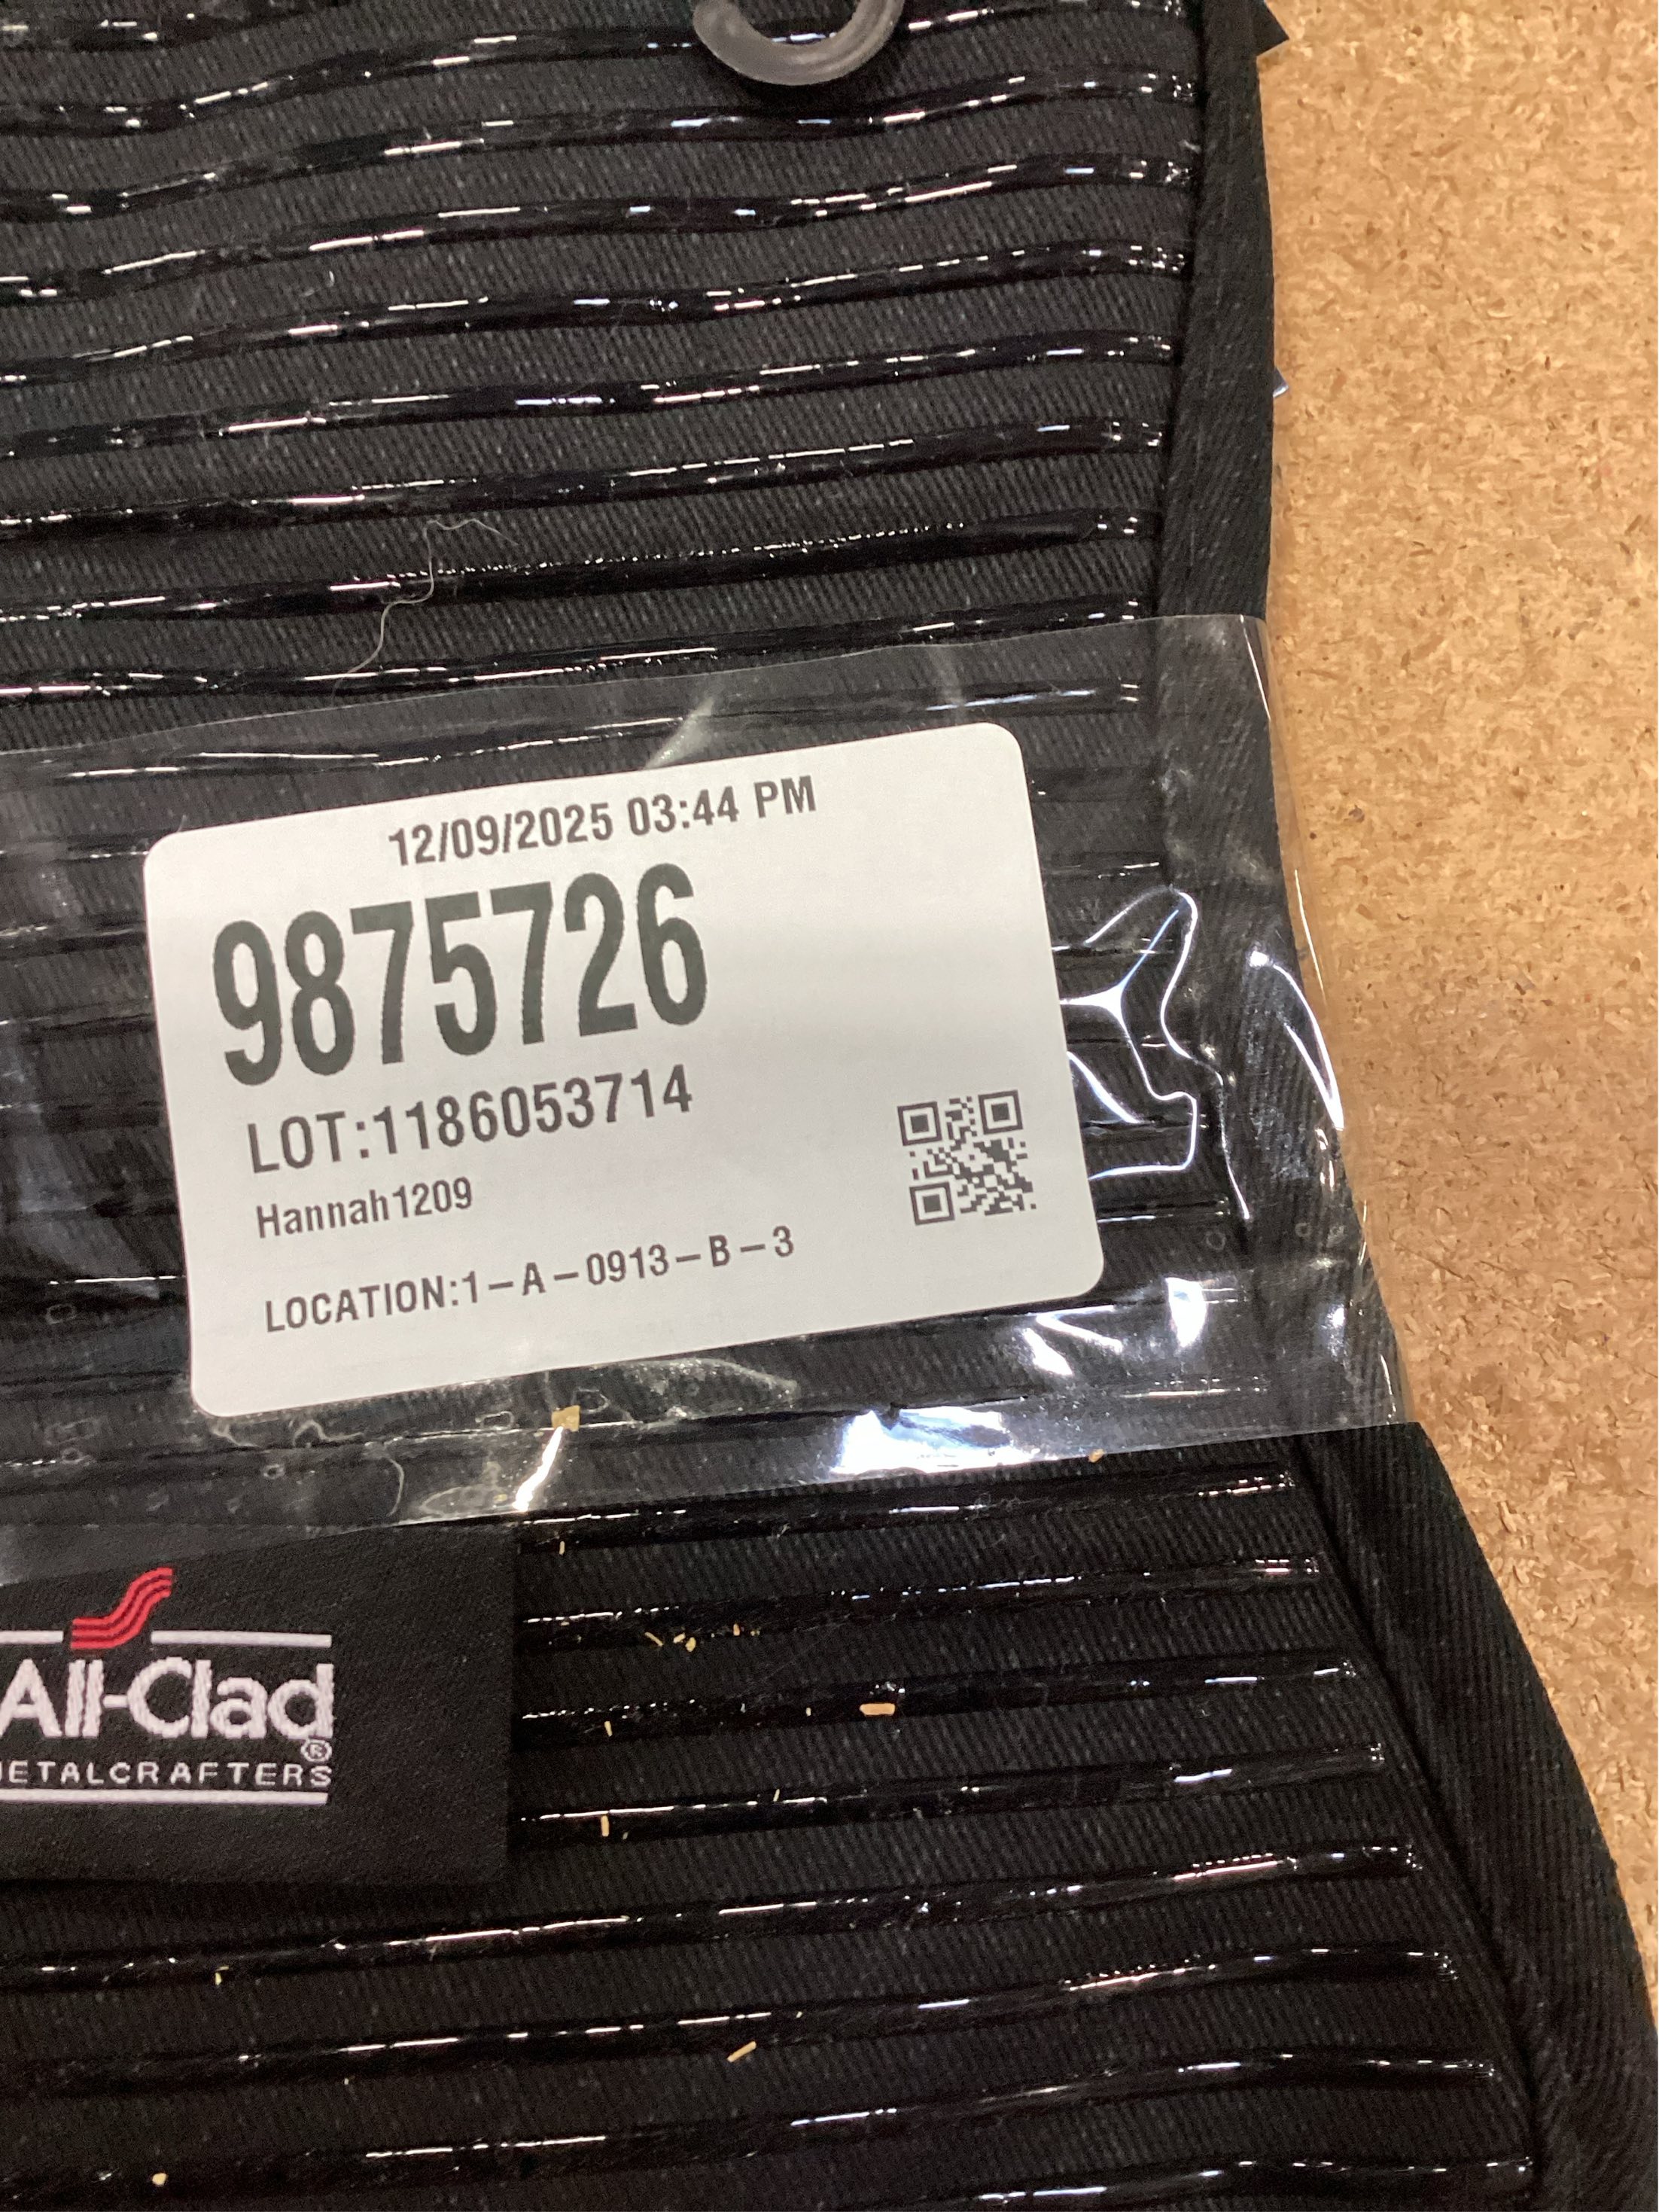 12/09/2025 03:44 PM
9875726
LOT:1186053714
Hannah1209
LOCATION:1-A-0913-B-3
All-Clad
®
METALCRAFTERS